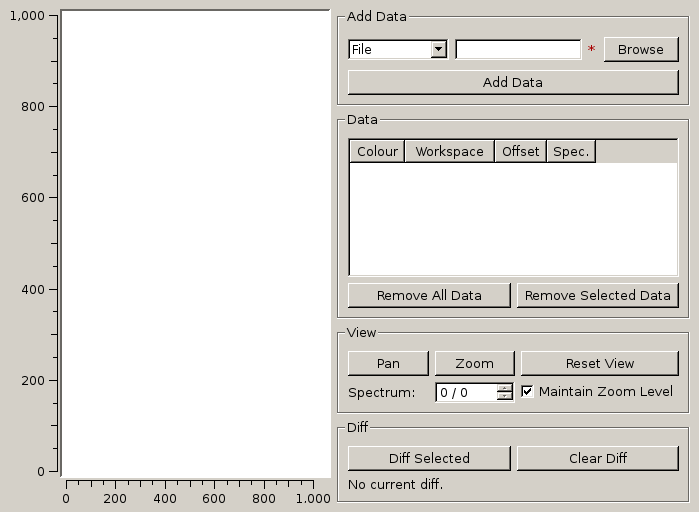 1,000
800
600
400
200
0
0 200 400 600 800 1.000
Add Data
File * Browse
Add Data
Data
Colour Workspace Offset Spec.
Remove All Data Remove Selected Data
View
Pan Zoom Reset View
Spectrum: 0 / 0 Maintain Zoom Level
Diff
Diff Selected Clear Diff
No current diff.